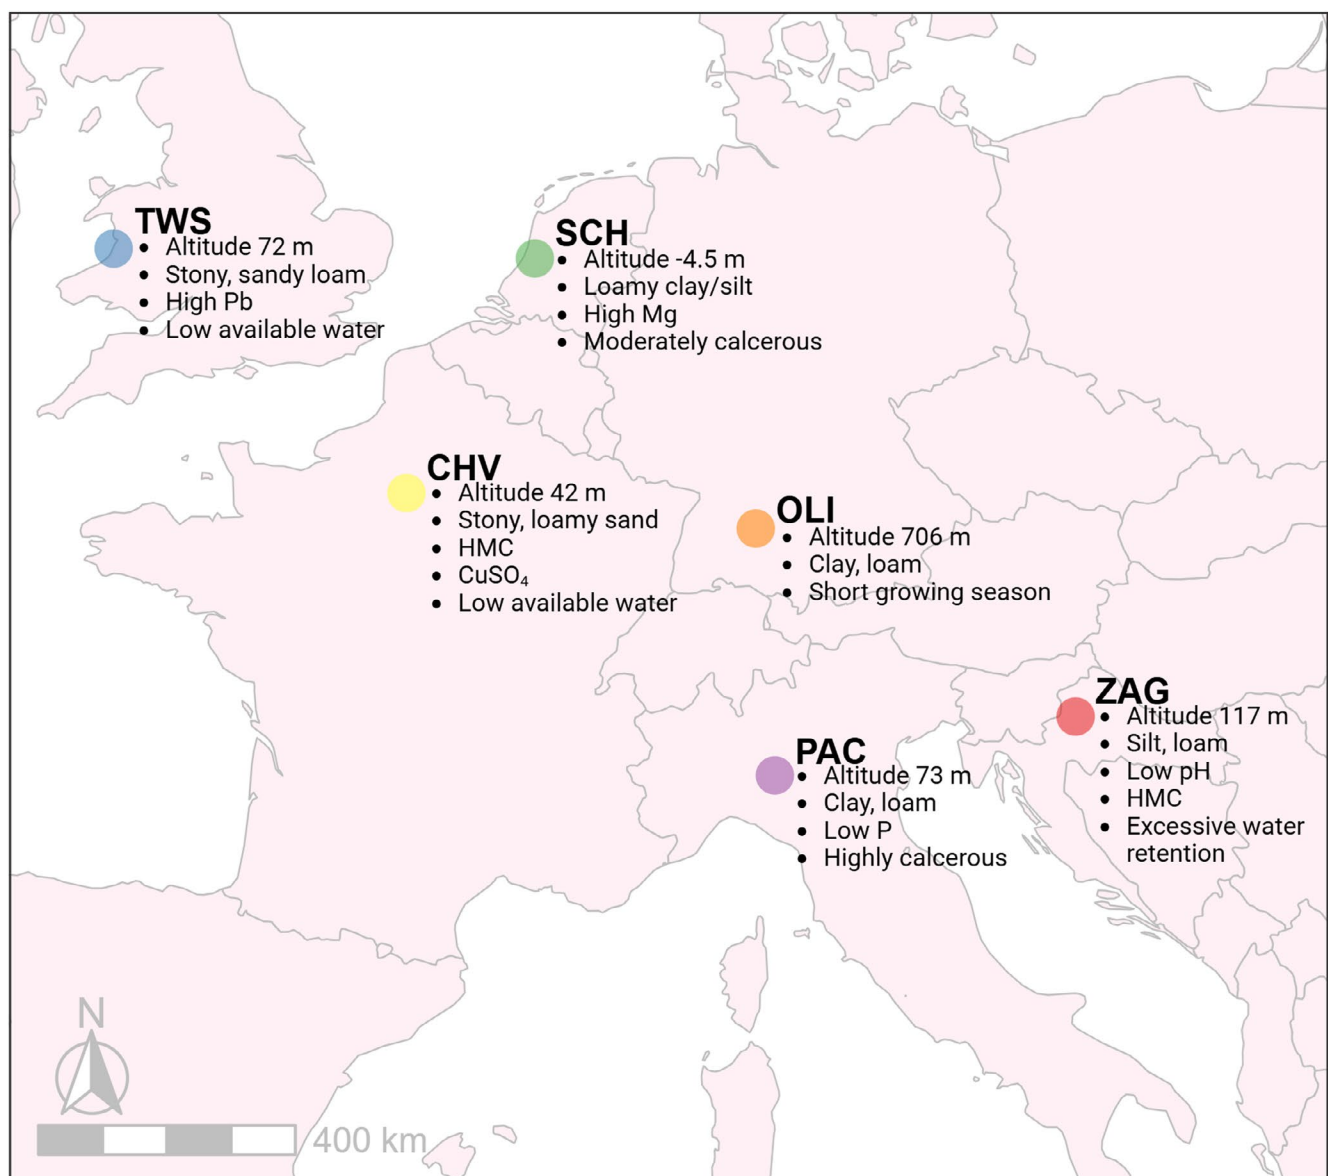 TWS
• Altitude 72 m
• Stony, sandy loam
• High Pb
• Low available water
SCH
• Altitude -4.5 m
• Loamy clay/silt
• High Mg
• Moderately calcerous
CHV
• Altitude 42 m
• Stony, loamy sand
• HMC
• CuSO₄
• Low available water
OLI
• Altitude 706 m
• Clay, loam
• Short growing season
ZAG
• Altitude 117 m
• Silt, loam
• Low pH
• HMC
• Excessive water
retention
PAC
• Altitude 73 m
• Clay, loam
• Low P
• Highly calcerous
N
400 km